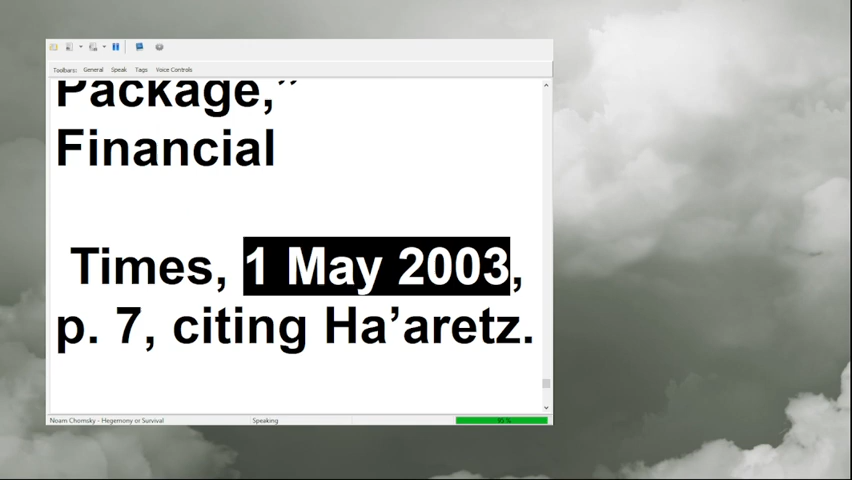 Toolbars: General Speak Tags Voice Controls
Package,”
Financial
Times, 1 May 2003,
p. 7, citing Ha’aretz.
Noam Chomsky - Hegemony or Survival Speaking 95 %